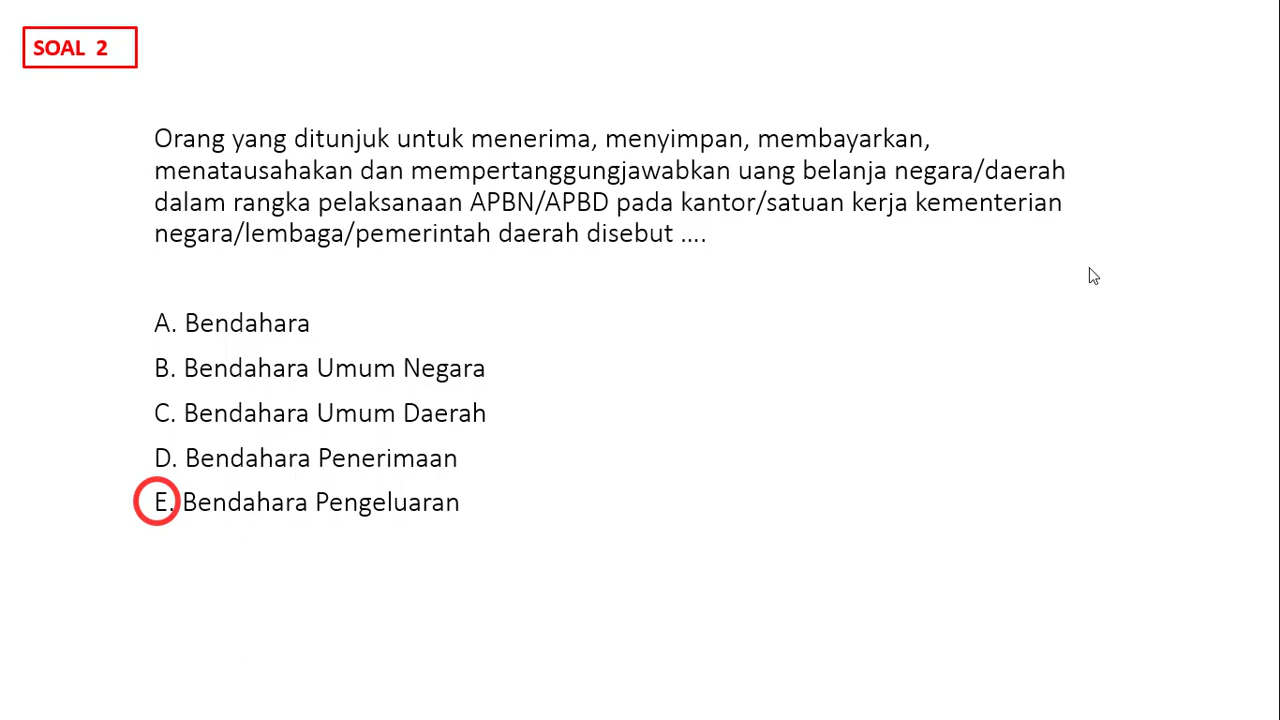 SOAL 2
Orang yang ditunjuk untuk menerima, menyimpan, membayarkan,
menatausahakan dan mempertanggungjawabkan uang belanja negara/daerah
dalam rangka pelaksanaan APBN/APBD pada kantor/satuan kerja kementerian
negara/lembaga/pemerintah daerah disebut ....
A. Bendahara
B. Bendahara Umum Negara
C. Bendahara Umum Daerah
D. Bendahara Penerimaan
E. Bendahara Pengeluaran